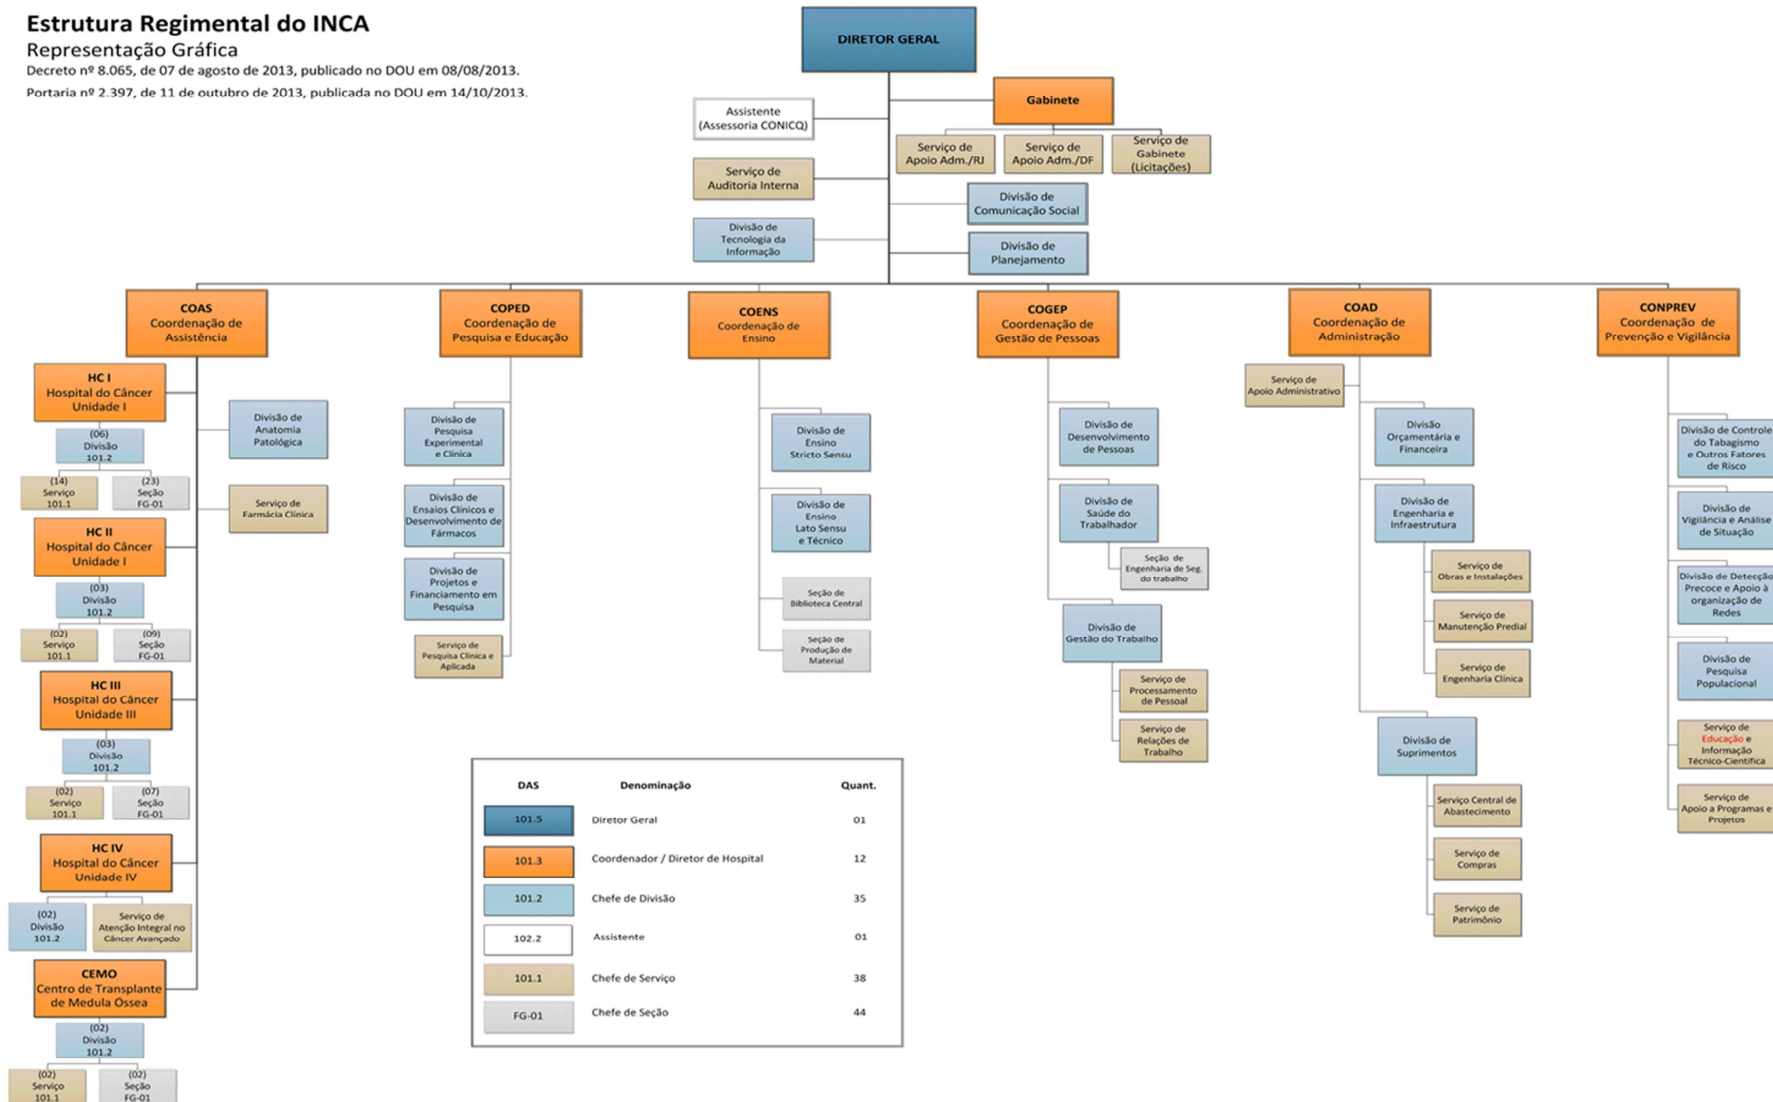 Estrutura Regimental do INCA
Representação Gráfica
Decreto nº 8.065, de 07 de agosto de 2013, publicado no DOU em 08/08/2013.
Portaria nº 2.397, de 11 de outubro de 2013, publicada no DOU em 14/10/2013.
DIRETOR GERAL
Gabinete
Assistente
(Assessoria CONICQ)
Serviço de
Apoio Adm./RJ
Serviço de
Apoio Adm./DF
Serviço de
Gabinete
(Licitações)
Serviço de
Auditoria Interna
Divisão de
Comunicação Social
Divisão de
Tecnologia da
Informação
Divisão de
Planejamento
COAS
Coordenação de
Assistência
HC I
Hospital do Câncer
Unidade I
(06)
Divisão
101.2
(14)
Serviço
101.1
(23)
Seção
FG-01
Divisão de
Anatomia
Patológica
Serviço de
Farmácia Clínica
HC II
Hospital do Câncer
Unidade I
(03)
Divisão
101.2
(02)
Serviço
101.1
(09)
Seção
FG-01
HC III
Hospital do Câncer
Unidade III
(03)
Divisão
101.2
(02)
Serviço
101.1
(07)
Seção
FG-01
HC IV
Hospital do Câncer
Unidade IV
(02)
Divisão
101.2
Serviço de
Atenção Integral no
Câncer Avançado
CEMO
Centro de Transplante
de Medula Óssea
(02)
Divisão
101.2
(02)
Serviço
101.1
(02)
Seção
FG-01
COPED
Coordenação de
Pesquisa e Educação
Divisão de
Pesquisa
Experimental
e Clínica
Divisão de
Ensaios Clínicos e
Desenvolvimento de
Fármacos
Divisão de
Projetos e
Financiamento em
Pesquisa
Serviço de
Pesquisa Clínica e
Aplicada
COENS
Coordenação de
Ensino
Divisão de
Ensino
Stricto Sensu
Divisão de
Ensino
Lato Sensu
e Técnico
Seção de
Biblioteca Central
Seção de
Produção de
Material
COGEP
Coordenação de
Gestão de Pessoas
Divisão de
Desenvolvimento
de Pessoas
Divisão de
Saúde do
Trabalhador
Seção de
Engenharia de Seg.
do trabalho
Divisão de
Gestão do Trabalho
Serviço de
Processamento
de Pessoal
Serviço de
Relações de
Trabalho
COAD
Coordenação de
Administração
Serviço de
Apoio Administrativo
Divisão
Orçamentária e
Financeira
Divisão de
Engenharia e
Infraestrutura
Serviço de
Obras e Instalações
Serviço de
Manutenção Predial
Serviço de
Engenharia Clínica
Divisão de
Suprimentos
Serviço Central de
Abastecimento
Serviço de
Compras
Serviço de
Patrimônio
CONPREV
Coordenação de
Prevenção e Vigilância
Divisão de Controle
do Tabagismo
e Outros Fatores
de Risco
Divisão de
Vigilância e Análise
de Situação
Divisão de Detecção
Precoce e Apoio à
organização de
Redes
Divisão de
Pesquisa
Populacional
Serviço de
Educação e
Informação
Técnico-Científica
Serviço de
Apoio a Programas e
Projetos
DAS Denominação Quant.
101.5 Diretor Geral 01
101.3 Coordenador / Diretor de Hospital 12
101.2 Chefe de Divisão 35
102.2 Assistente 01
101.1 Chefe de Serviço 38
FG-01 Chefe de Seção 44